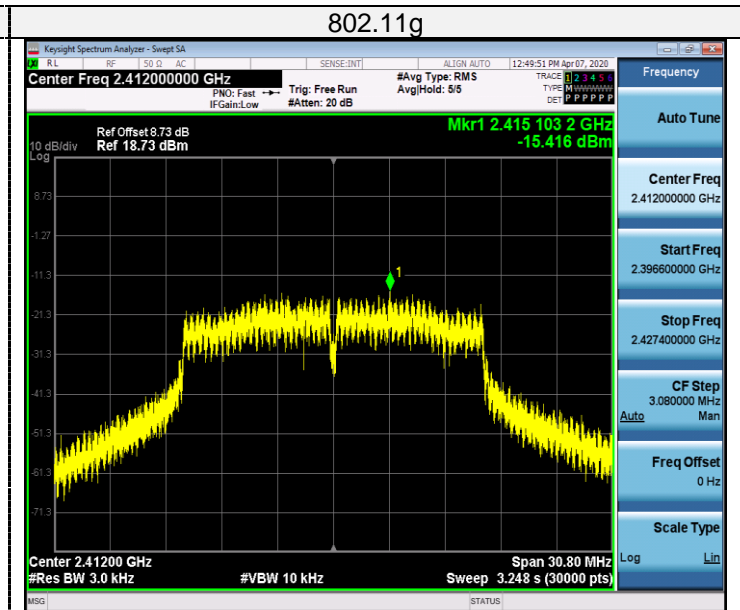 802.11g
Keysight Spectrum Analyzer - Swept SA
LXI RL RF 50 Ω AC SENSE:INT ALIGN AUTO 12:49:51 PM Apr 07, 2020
Center Freq 2.412000000 GHz
PNO: Fast
IFGain:Low
Trig: Free Run
#Atten: 20 dB
#Avg Type: RMS
Avg|Hold: 5/5
TRACE 1 2 3 4 5 6
TYPE M WWWWW
DET P P P P P P
Ref Offset 8.73 dB
10 dB/div Ref 18.73 dBm
Log
Mkr1 2.415 103 2 GHz
-15.416 dBm
8.73
-1.27
-11.3
-21.3
-31.3
-41.3
-51.3
-61.3
-71.3
1
Center 2.41200 GHz
#Res BW 3.0 kHz
#VBW 10 kHz
Span 30.80 MHz
Sweep 3.248 s (30000 pts)
MSG
STATUS
Frequency
Auto Tune
Center Freq
2.412000000 GHz
Start Freq
2.396600000 GHz
Stop Freq
2.427400000 GHz
CF Step
3.080000 MHz
Auto Man
Freq Offset
0 Hz
Scale Type
Log Lin